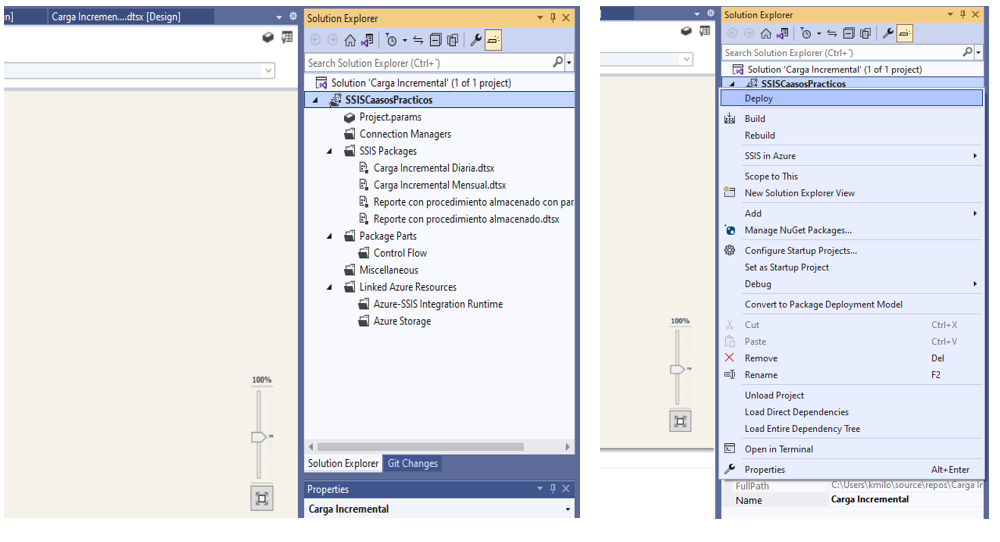 n]
Carga Incremen....dtsx [Design]
100%
Solution Explorer
Search Solution Explorer (Ctrl+´)
Solution 'Carga Incremental' (1 of 1 project)
SSISCaasosPracticos
Project.params
Connection Managers
SSIS Packages
Carga Incremental Diaria.dtsx
Carga Incremental Mensual.dtsx
Reporte con procedimiento almacenado con par
Reporte con procedimiento almacenado.dtsx
Package Parts
Control Flow
Miscellaneous
Linked Azure Resources
Azure-SSIS Integration Runtime
Azure Storage
Solution Explorer Git Changes
Properties
Carga Incremental
100%
Solution Explorer
Search Solution Explorer (Ctrl+´)
Solution 'Carga Incremental' (1 of 1 project)
SSISCaasosPracticos
Deploy
Build
Rebuild
SSIS in Azure
Scope to This
New Solution Explorer View
Add
Manage NuGet Packages...
Configure Startup Projects...
Set as Startup Project
Debug
Convert to Package Deployment Model
Cut Ctrl+X
Paste Ctrl+V
Remove Del
Rename F2
Unload Project
Load Direct Dependencies
Load Entire Dependency Tree
Open in Terminal
Properties Alt+Enter
FullPath C:\Users\kmilo\source\repos\Carga In
Name Carga Incremental